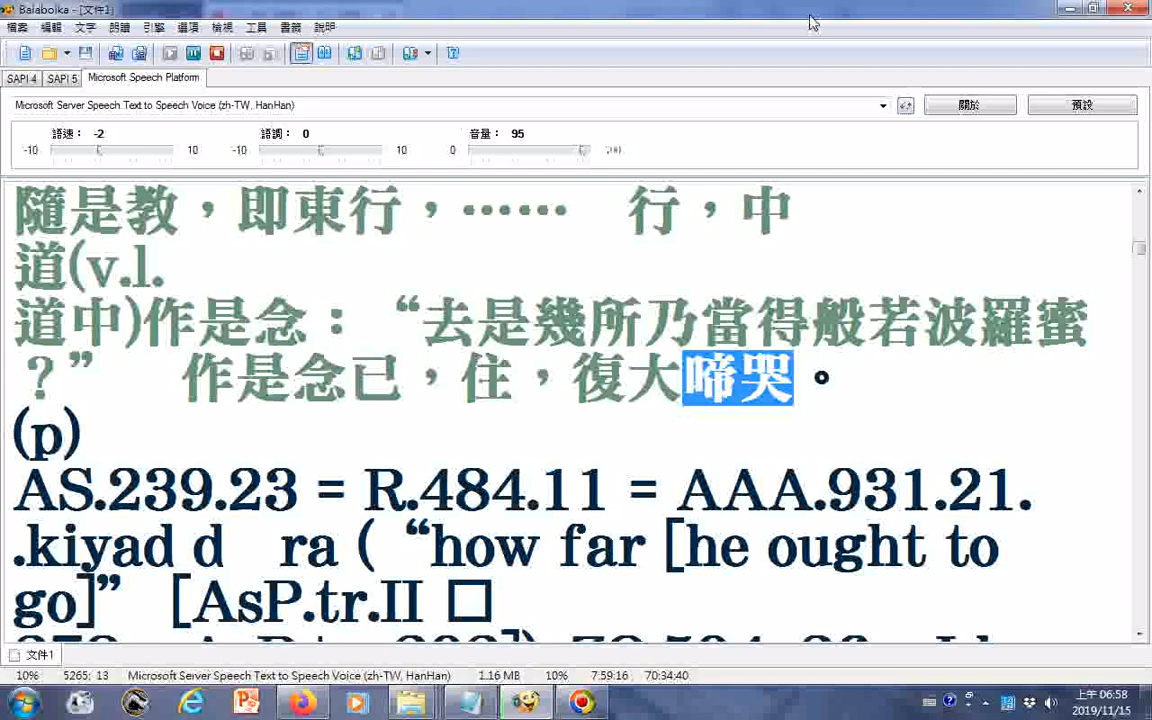 Balabolka - [文件1]
檔案 編輯 文字 朗讀 引擎 選項 檢視 工具 書籤 說明
SAPI 4 SAPI 5 Microsoft Speech Platform
Microsoft Server Speech Text to Speech Voice (zh-TW, HanHan) 關於 預設
語速： -2 語調： 0 音量： 95
-10 10 -10 10 0
隨是教，即東行，…… 行，中
道(v.l.
道中)作是念：“去是幾所乃當得般若波羅蜜
？” 作是念已，住，復大啼哭。
(p)
AS.239.23 = R.484.11 = AAA.931.21.
.kiyad d ra (“how far [he ought to
go]” [AsP.tr.II □
文件1
10% 5265; 13 Microsoft Server Speech Text to Speech Voice (zh-TW, HanHan) 1.16 MB 10% 7:59:16 70:34:40
上午 06:58
2019/11/15